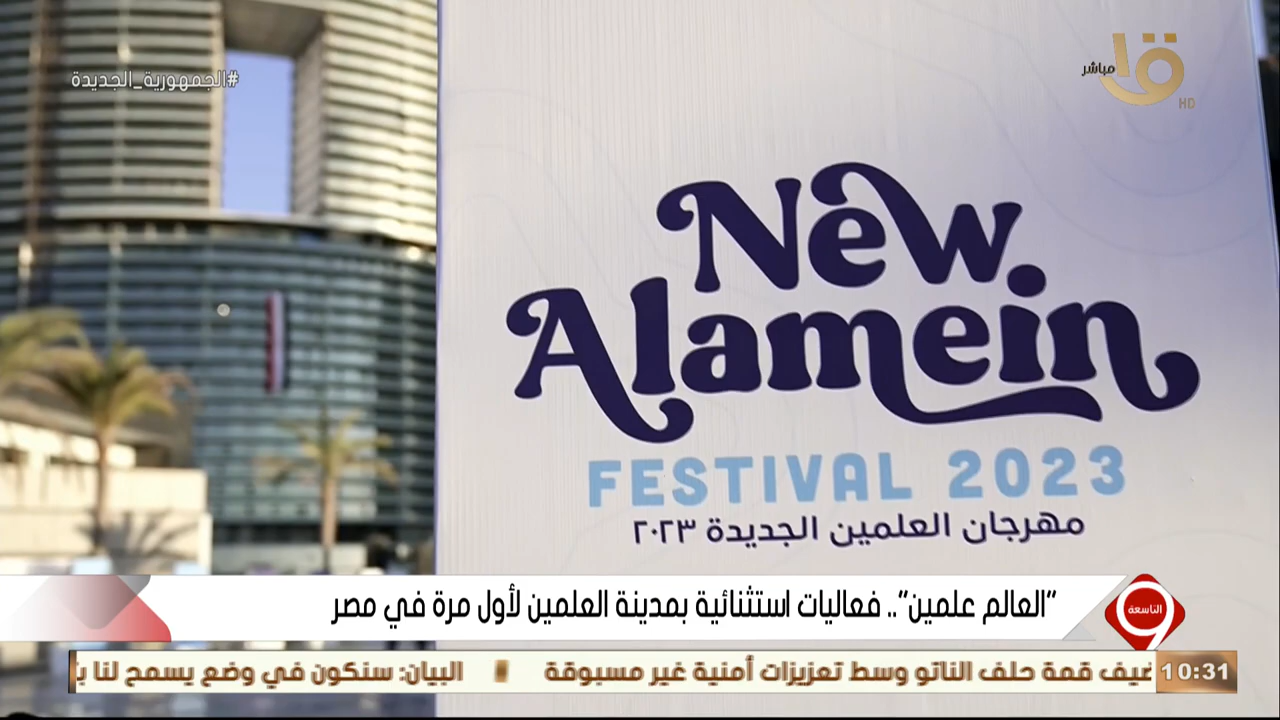 #الجمهورية_الجديدة
مباشر
HD
New
Alamein
FESTIVAL 2023
مهرجان العلمين الجديدة ٢٠٢٣
"العالم علمين".. فعاليات استثنائية بمدينة العلمين لأول مرة في مصر
التاسعة
9
قمة حلف الناتو وسط تعزيزات أمنية غير مسبوقة
البيان: سنكون في وضع يسمح لنا
10:31